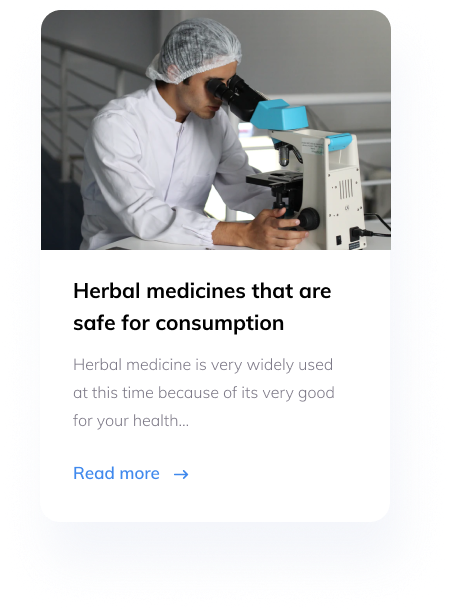 Herbal medicines that are
safe for consumption
Herbal medicine is very widely used
at this time because of its very good
for your health...
Read more →